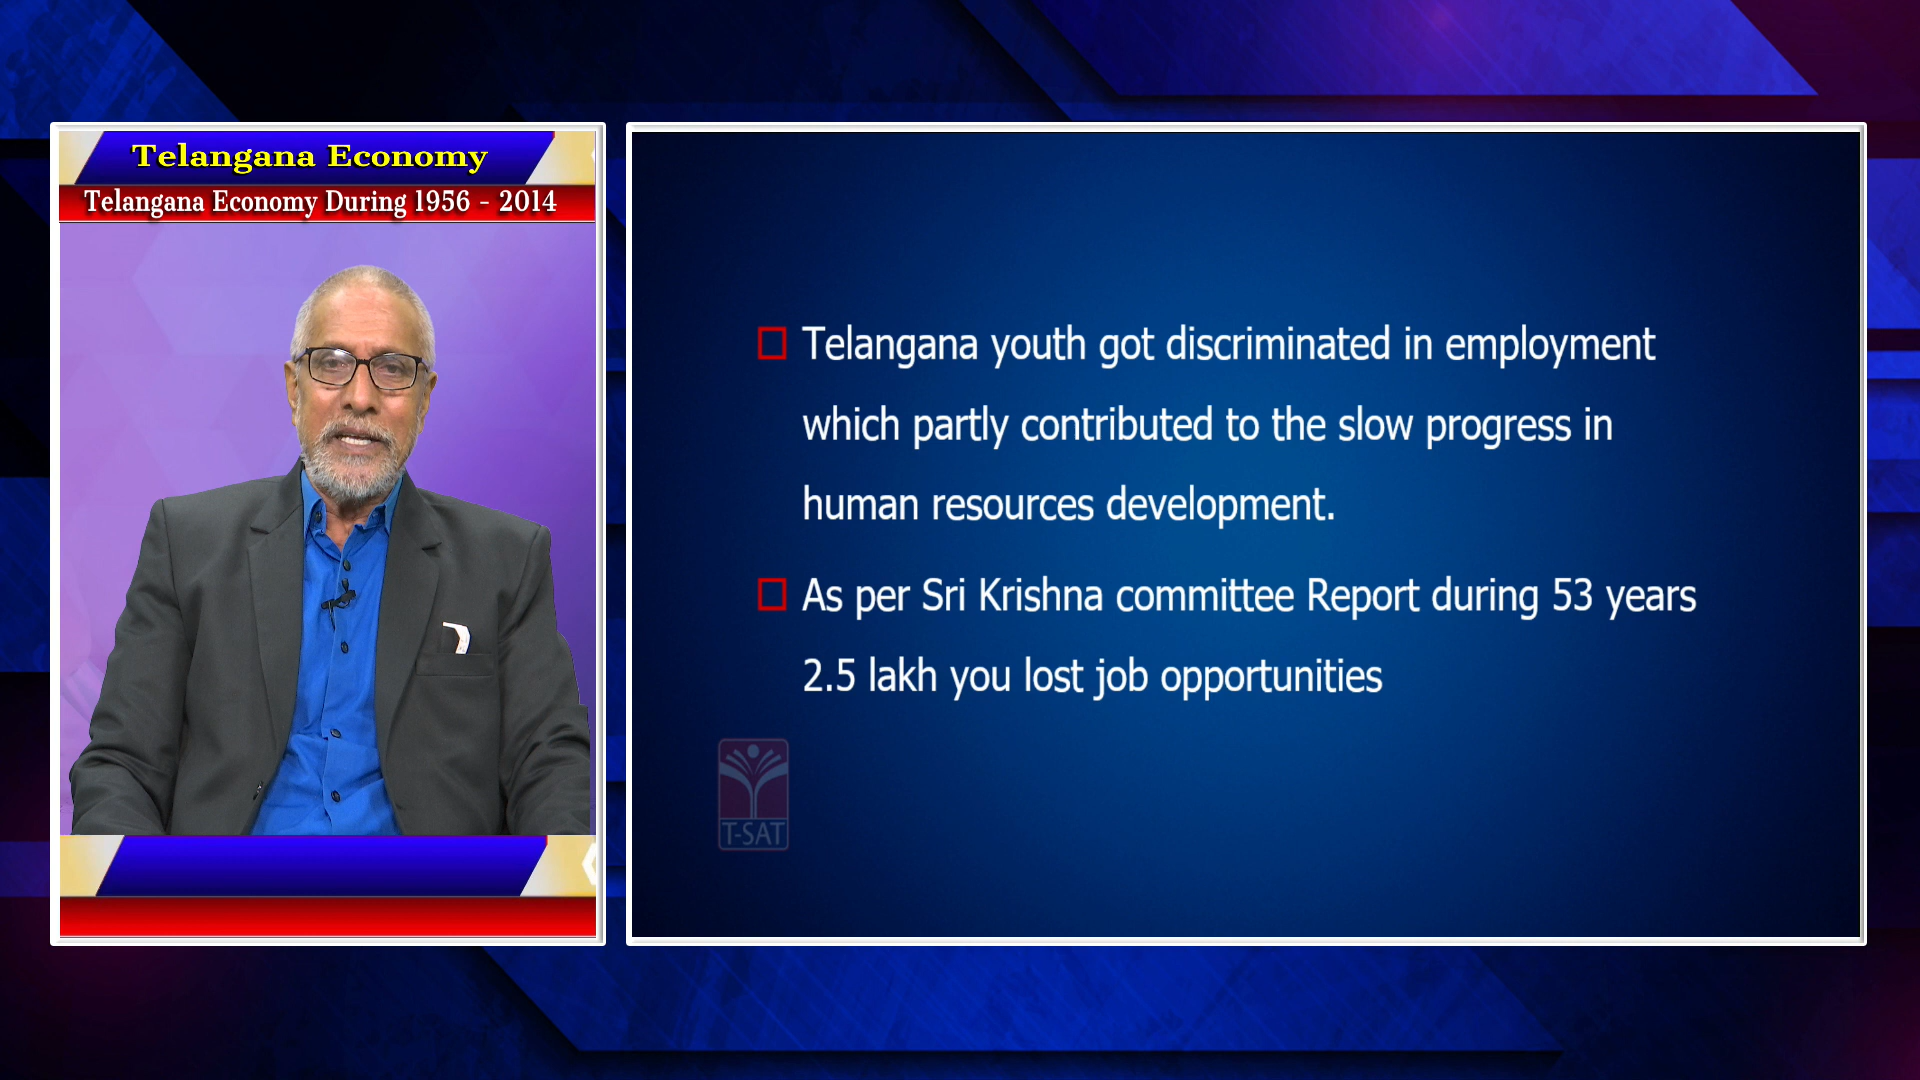 Telangana Economy
Telangana Economy During 1956 - 2014
Telangana youth got discriminated in employment
which partly contributed to the slow progress in
human resources development.
As per Sri Krishna committee Report during 53 years
2.5 lakh you lost job opportunities
T-SAT